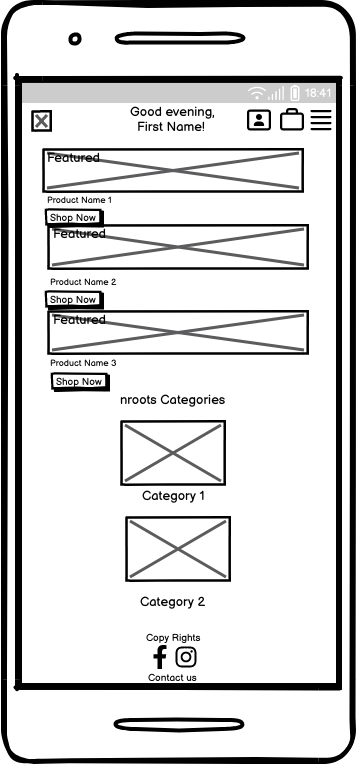 18:41
Good evening,
First Name!
Featured
Product Name 1
Shop Now
Featured
Product Name 2
Shop Now
Featured
Product Name 3
Shop Now
nroots Categories
Category 1
Category 2
Copy Rights
Contact us